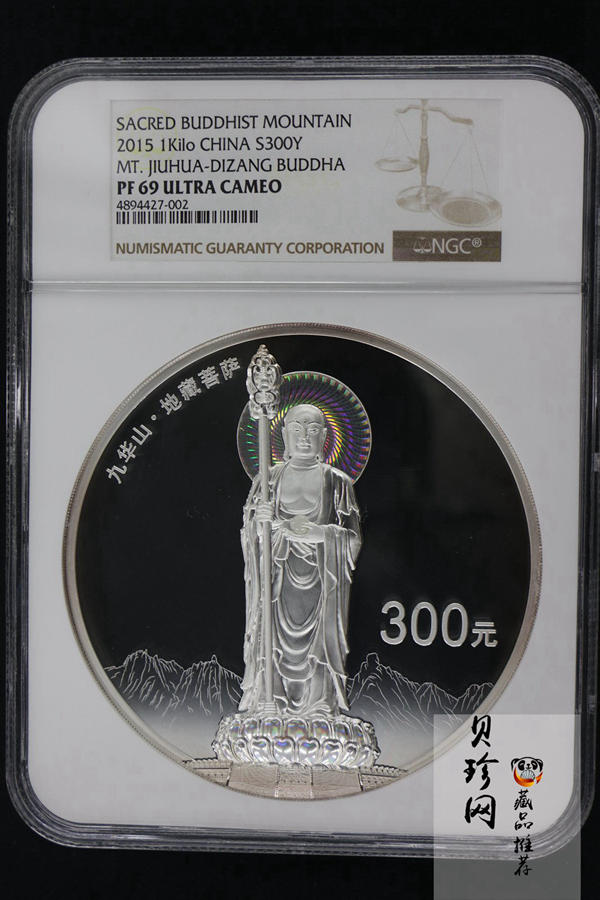 SACRED BUDDHIST MOUNTAIN
2015 1Kilo CHINA S300Y
MT. JIUHUA-DIZANG BUDDHA
PF 69 ULTRA CAMEO
4894427-002
NUMISMATIC GUARANTY CORPORATION
NGC®
九华山·地藏菩萨
300元
贝珍网
藏品推荐